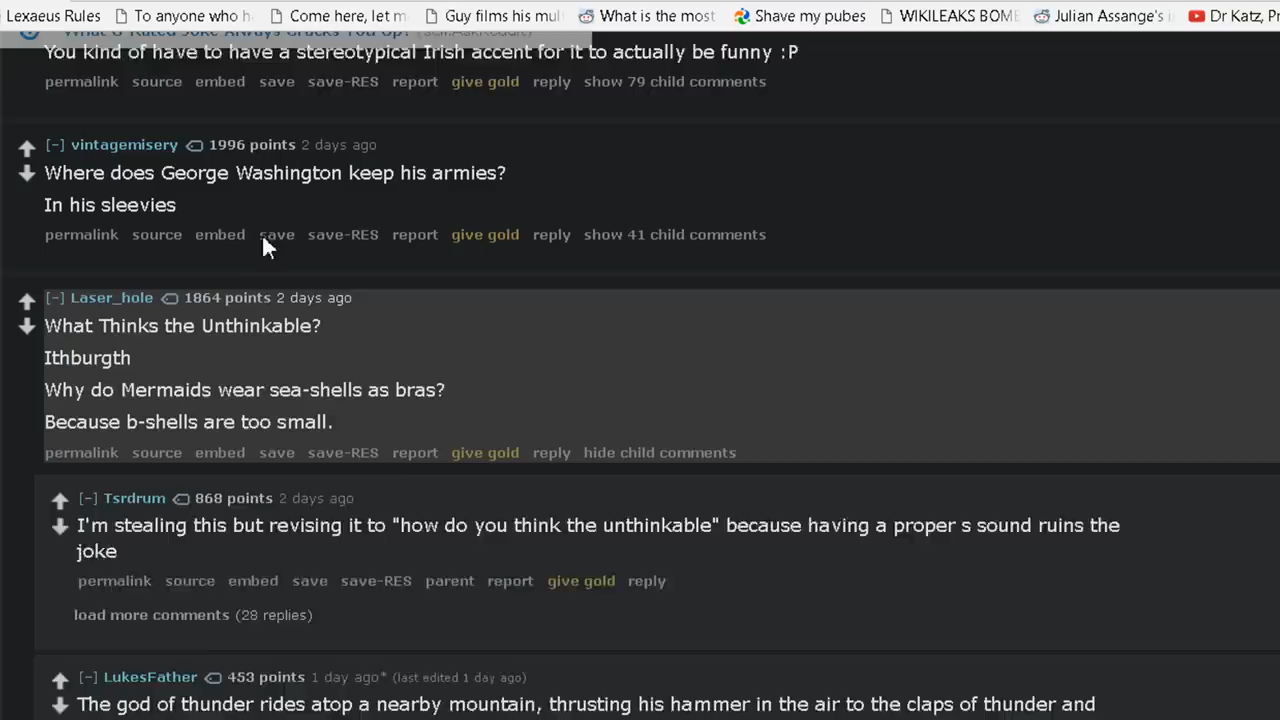 Lexaeus Rules To anyone who h Come here, let m Guy films his mu What is the most Shave my pubes WIKILEAKS BOM Julian Assange's i Dr Katz, P
What G Rated Joke Always Cracks You Up? (self.AskReddit)
You kind of have to have a stereotypical Irish accent for it to actually be funny :P
permalink source embed save save-RES report give gold reply show 79 child comments
[-] vintagemisery 1996 points 2 days ago
Where does George Washington keep his armies?
In his sleevies
permalink source embed save save-RES report give gold reply show 41 child comments
[-] Laser_hole 1864 points 2 days ago
What Thinks the Unthinkable?
Ithburgth
Why do Mermaids wear sea-shells as bras?
Because b-shells are too small.
permalink source embed save save-RES report give gold reply hide child comments
[-] Tsrdrum 868 points 2 days ago
I'm stealing this but revising it to "how do you think the unthinkable" because having a proper s sound ruins the
joke
permalink source embed save save-RES parent report give gold reply
load more comments (28 replies)
[-] LukesFather 453 points 1 day ago* (last edited 1 day ago)
The god of thunder rides atop a nearby mountain, thrusting his hammer in the air to the claps of thunder and